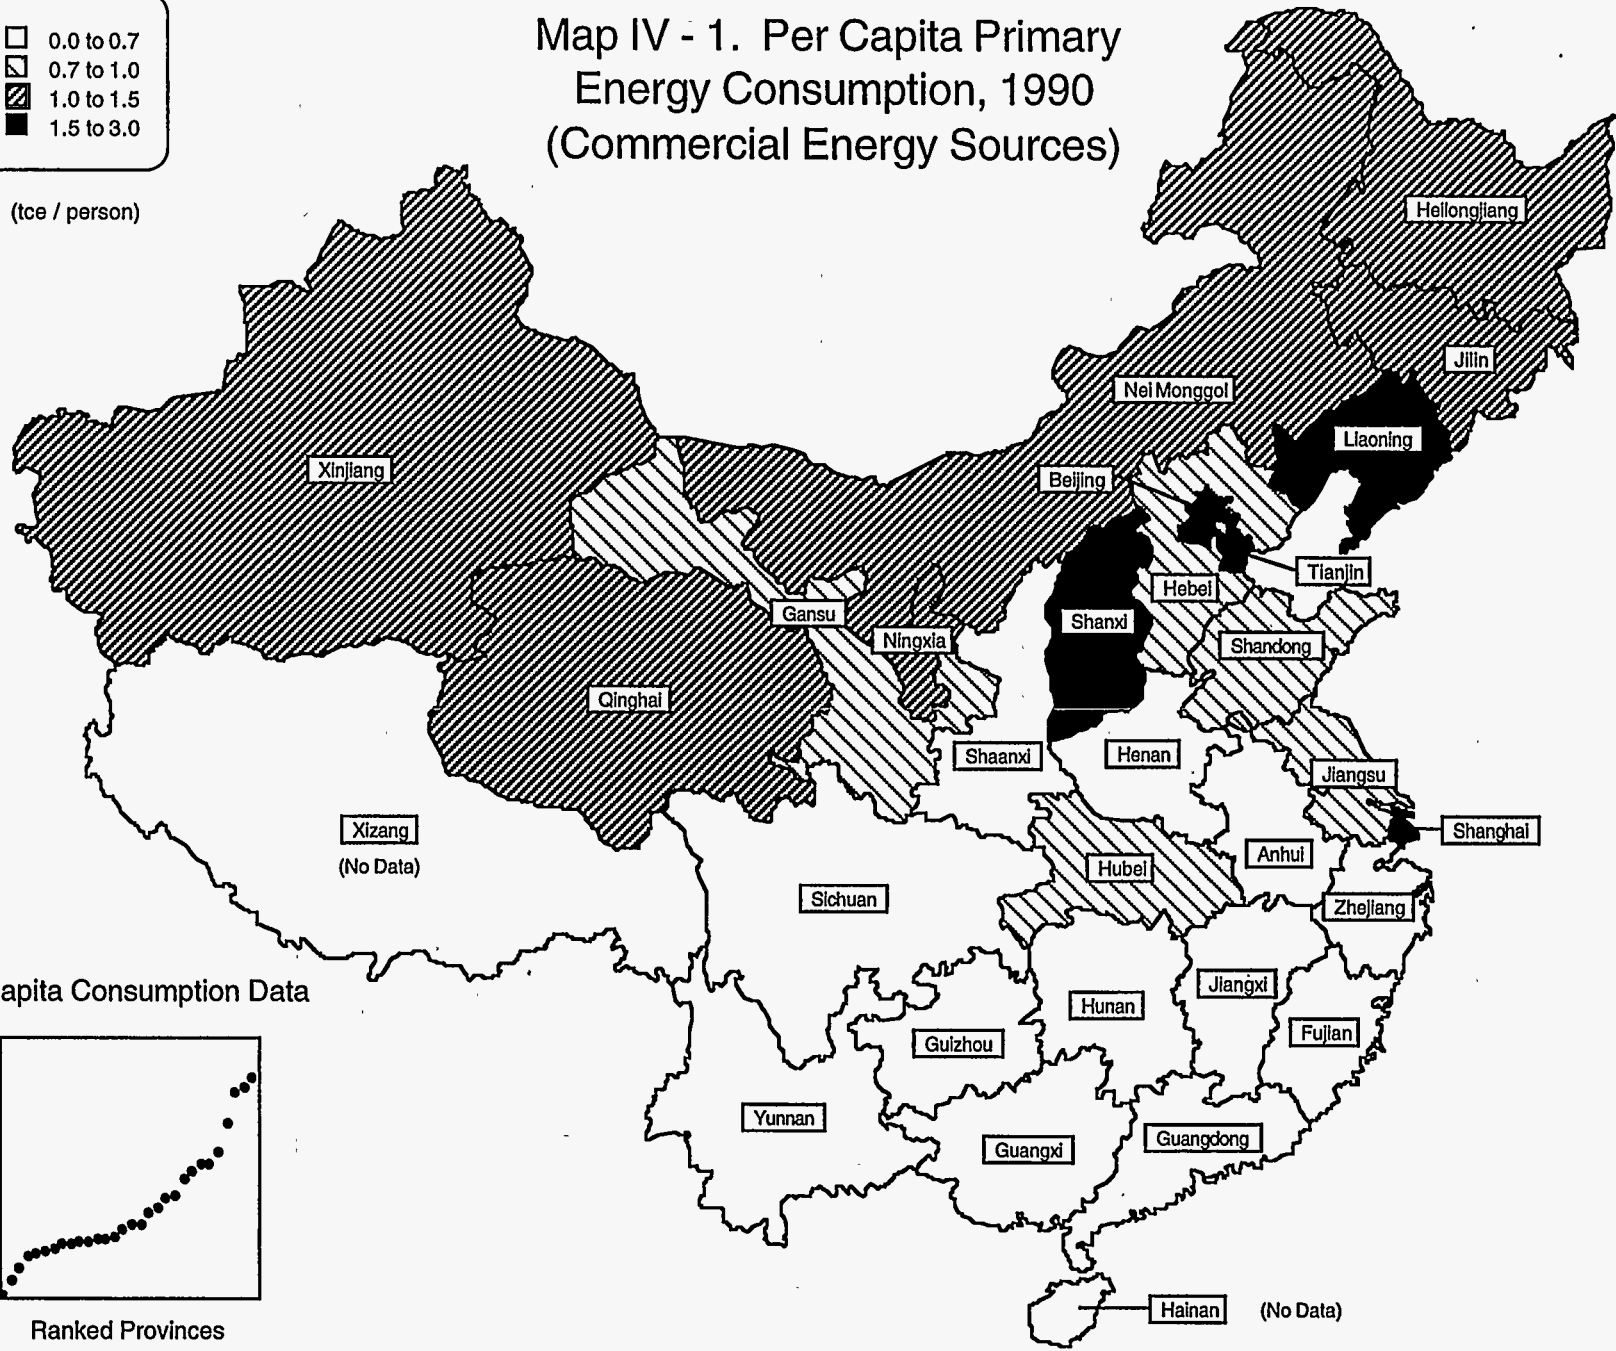 Map IV - 1. Per Capita Primary
Energy Consumption, 1990
(Commercial Energy Sources)
0.0 to 0.7
0.7 to 1.0
1.0 to 1.5
1.5 to 3.0
(tce / person)
Heilongjiang
Jilin
Nei Monggol
Liaoning
Xinjiang
Beijing
Tianjin
Hebei
Gansu
Shanxi
Ningxia
Shandong
Qinghai
Shaanxi
Henan
Jiangsu
Xizang
(No Data)
Shanghai
Anhui
Hubei
Sichuan
Zhejiang
Jiangxi
apita Consumption Data
Hunan
Fujian
Guizhou
Yunnan
Guangdong
Guangxi
Hainan
(No Data)
Ranked Provinces